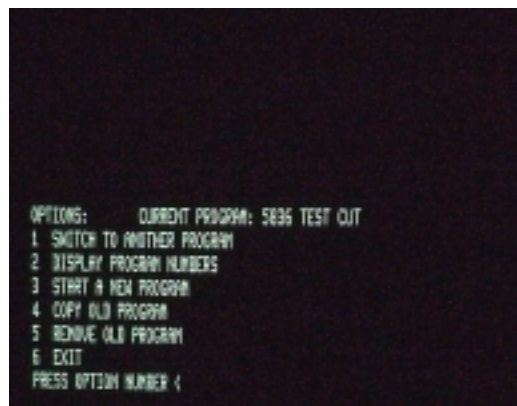 OPTIONS: CURRENT PROGRAM: 5836 TEST CUT
1 SWITCH TO ANOTHER PROGRAM
2 DISPLAY PROGRAM NUMBERS
3 START A NEW PROGRAM
4 COPY OLD PROGRAM
5 REMOVE OLD PROGRAM
6 EXIT
PRESS OPTION NUMBER <